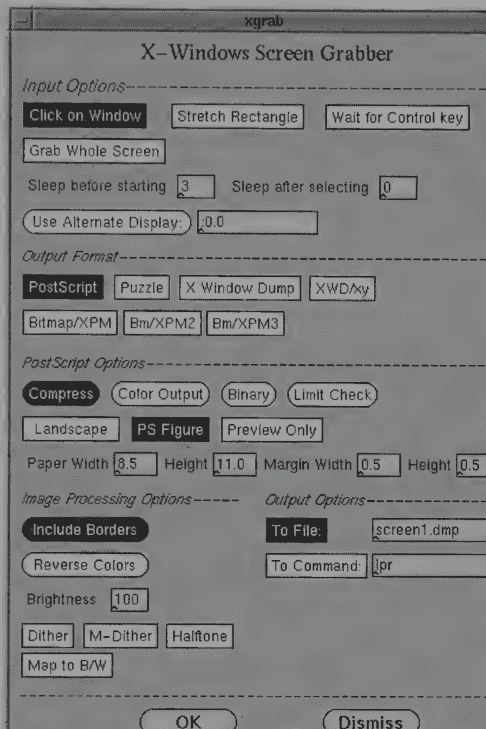 xgrab
X-Windows Screen Grabber
Input Options
Click on Window Stretch Rectangle Wait for Control key
Grab Whole Screen
Sleep before starting 3 Sleep after selecting 0
Use Alternate Display: :0.0
Output Format
PostScript Puzzle X Window Dump XWD/xy
Bitmap/XPM Bm/XPM2 Bm/XPM3
PostScript Options
Compress Color Output Binary Limit Check
Landscape PS Figure Preview Only
Paper Width 8.5 Height 11.0 Margin Width 0.5 Height 0.5
Image Processing Options Output Options
Include Borders To File: screen1.dmp
Reverse Colors To Command: lpr
Brightness 100
Dither M-Dither Halftone
Map to B/W
OK Dismiss